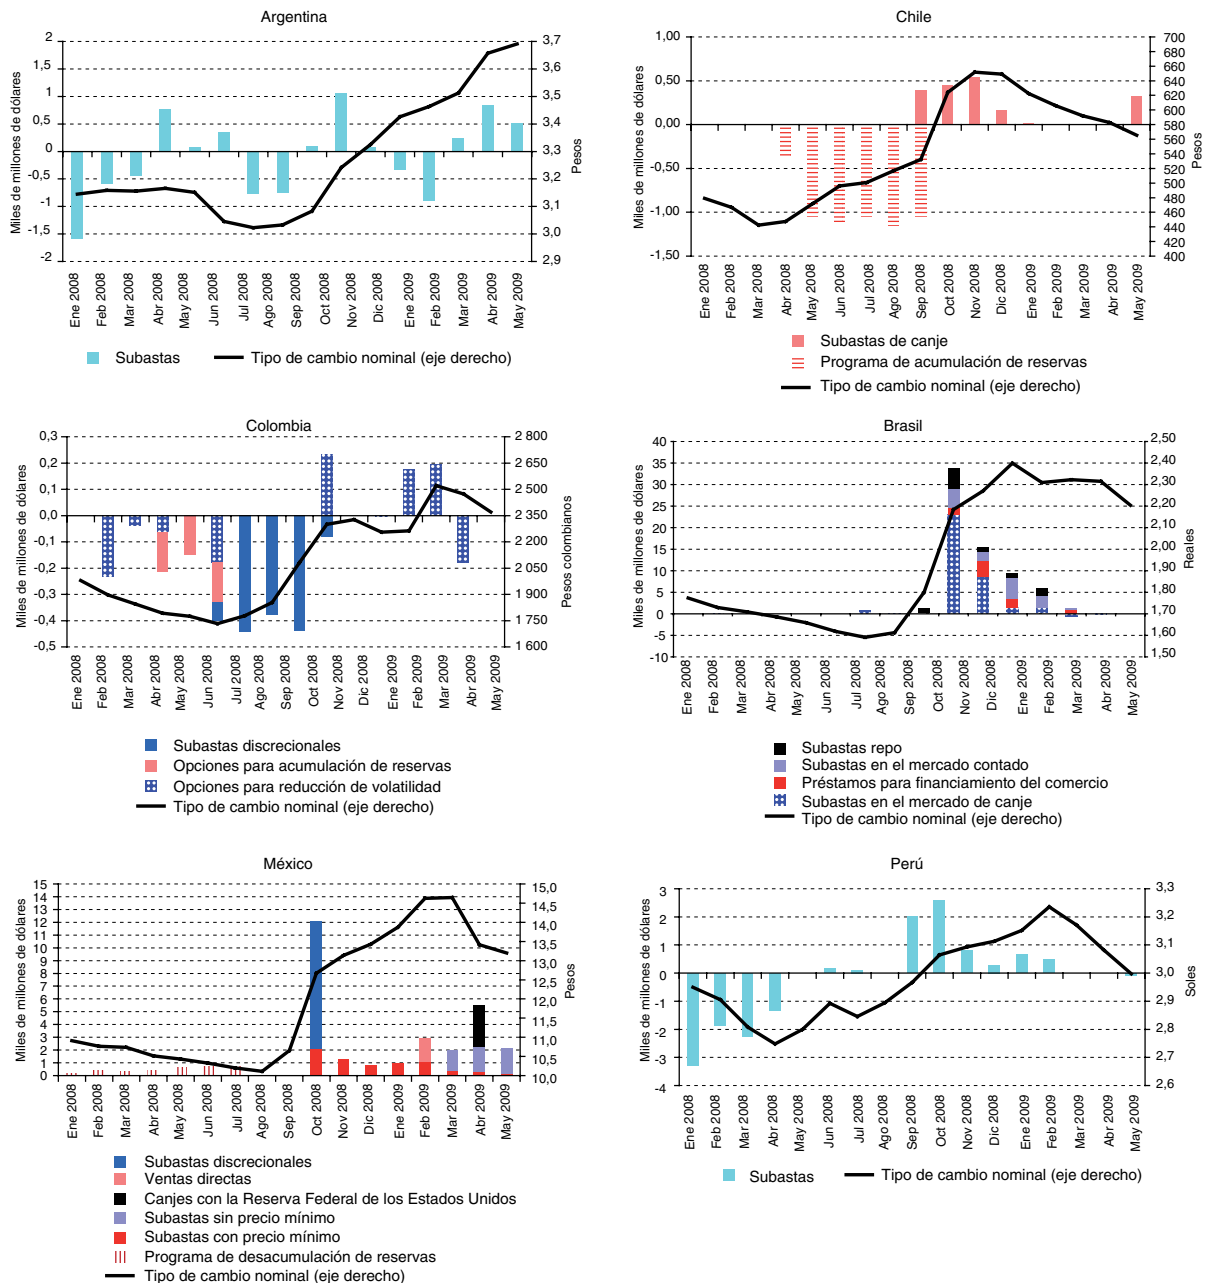 Argentina
Miles de millones de dólares
2
1,5
1
0,5
0
-0,5
-1
-1,5
-2
3,7
3,6
3,5
3,4
3,3
3,2
3,1
3,0
2,9
Pesos
Ene 2008
Feb 2008
Mar 2008
Abr 2008
May 2008
Jun 2008
Jul 2008
Ago 2008
Sep 2008
Oct 2008
Nov 2008
Dic 2008
Ene 2009
Feb 2009
Mar 2009
Abr 2009
May 2009
Subastas
Tipo de cambio nominal (eje derecho)
Chile
Miles de millones de dólares
1,00
0,50
0,00
-0,50
-1,00
-1,50
700
680
660
640
620
600
580
560
540
520
500
480
460
440
420
400
Pesos
Ene 2008
Feb 2008
Mar 2008
Abr 2008
May 2008
Jun 2008
Jul 2008
Ago 2008
Sep 2008
Oct 2008
Nov 2008
Dic 2008
Ene 2009
Feb 2009
Mar 2009
Abr 2009
May 2009
Subastas de canje
Programa de acumulación de reservas
Tipo de cambio nominal (eje derecho)
Colombia
Miles de millones de dólares
0,3
0,2
0,1
0,0
-0,1
-0,2
-0,3
-0,4
-0,5
2 800
2 650
2 500
2 350
2 200
2 050
1 900
1 750
1 600
Pesos colombianos
Ene 2008
Feb 2008
Mar 2008
Abr 2008
May 2008
Jun 2008
Jul 2008
Ago 2008
Sep 2008
Oct 2008
Nov 2008
Dic 2008
Ene 2009
Feb 2009
Mar 2009
Abr 2009
May 2009
Subastas discrecionales
Opciones para acumulación de reservas
Opciones para reducción de volatilidad
Tipo de cambio nominal (eje derecho)
Brasil
Miles de millones de dólares
40
35
30
25
20
15
10
5
0
-5
-10
2,50
2,40
2,30
2,20
2,10
2,00
1,90
1,80
1,70
1,60
1,50
Reales
Ene 2008
Feb 2008
Mar 2008
Abr 2008
May 2008
Jun 2008
Jul 2008
Ago 2008
Sep 2008
Oct 2008
Nov 2008
Dic 2008
Ene 2009
Feb 2009
Mar 2009
Abr 2009
May 2009
Subastas repo
Subastas en el mercado contado
Préstamos para financiamiento del comercio
Subastas en el mercado de canje
Tipo de cambio nominal (eje derecho)
México
Miles de millones de dólares
15
14
13
12
11
10
9
8
7
6
5
4
3
2
1
0
15,0
14,5
14,0
13,5
13,0
12,5
12,0
11,5
11,0
10,5
10,0
Pesos
Ene 2008
Feb 2008
Mar 2008
Abr 2008
May 2008
Jun 2008
Jul 2008
Ago 2008
Sep 2008
Oct 2008
Nov 2008
Dic 2008
Ene 2009
Feb 2009
Mar 2009
Abr 2009
May 2009
Subastas discrecionales
Ventas directas
Canjes con la Reserva Federal de los Estados Unidos
Subastas sin precio mínimo
Subastas con precio mínimo
Programa de desacumulación de reservas
Tipo de cambio nominal (eje derecho)
Perú
Miles de millones de dólares
3
2
1
0
-1
-2
-3
-4
3,3
3,2
3,1
3,0
2,9
2,8
2,7
2,6
Soles
Ene 2008
Feb 2008
Mar 2008
Abr 2008
May 2008
Jun 2008
Jul 2008
Ago 2008
Sep 2008
Oct 2008
Nov 2008
Dic 2008
Ene 2009
Feb 2009
Mar 2009
Abr 2009
May 2009
Subastas
Tipo de cambio nominal (eje derecho)